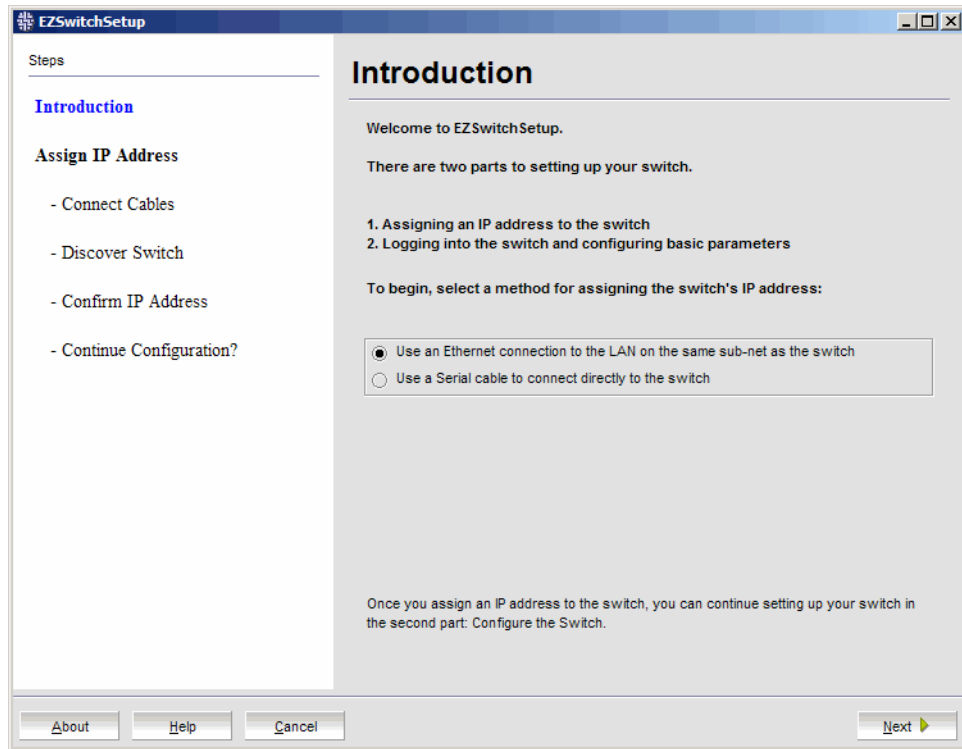 EZSwitchSetup
Steps
Introduction
Assign IP Address
- Connect Cables
- Discover Switch
- Confirm IP Address
- Continue Configuration?
Introduction
Welcome to EZSwitchSetup.
There are two parts to setting up your switch.
1. Assigning an IP address to the switch
2. Logging into the switch and configuring basic parameters
To begin, select a method for assigning the switch's IP address:
Use an Ethernet connection to the LAN on the same sub-net as the switch
Use a Serial cable to connect directly to the switch
Once you assign an IP address to the switch, you can continue setting up your switch in
the second part: Configure the Switch.
About
Help
Cancel
Next